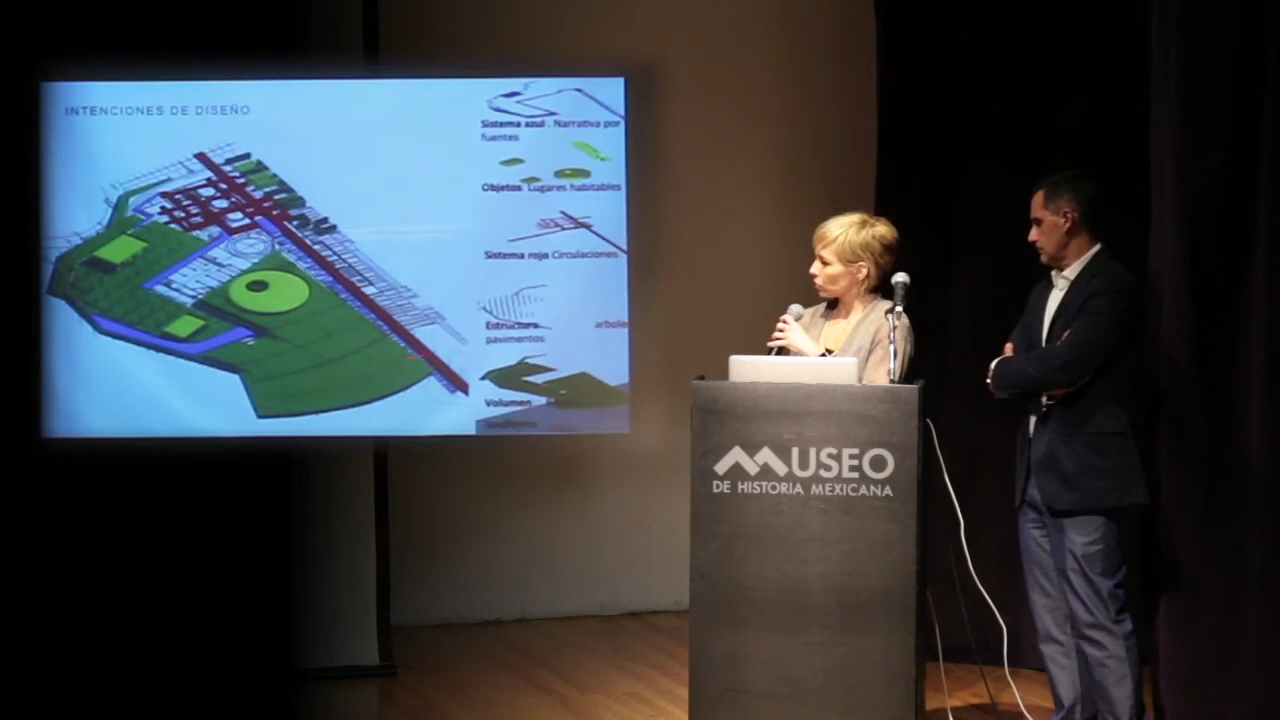 INTENCIONES DE DISEÑO
Sistema azul . Narrativa por
fuentes
Objetos Lugares habitables
Sistema rojo Circulaciones
Estructura arbole
pavimentos
Volumen
MUSEO
DE HISTORIA MEXICANA